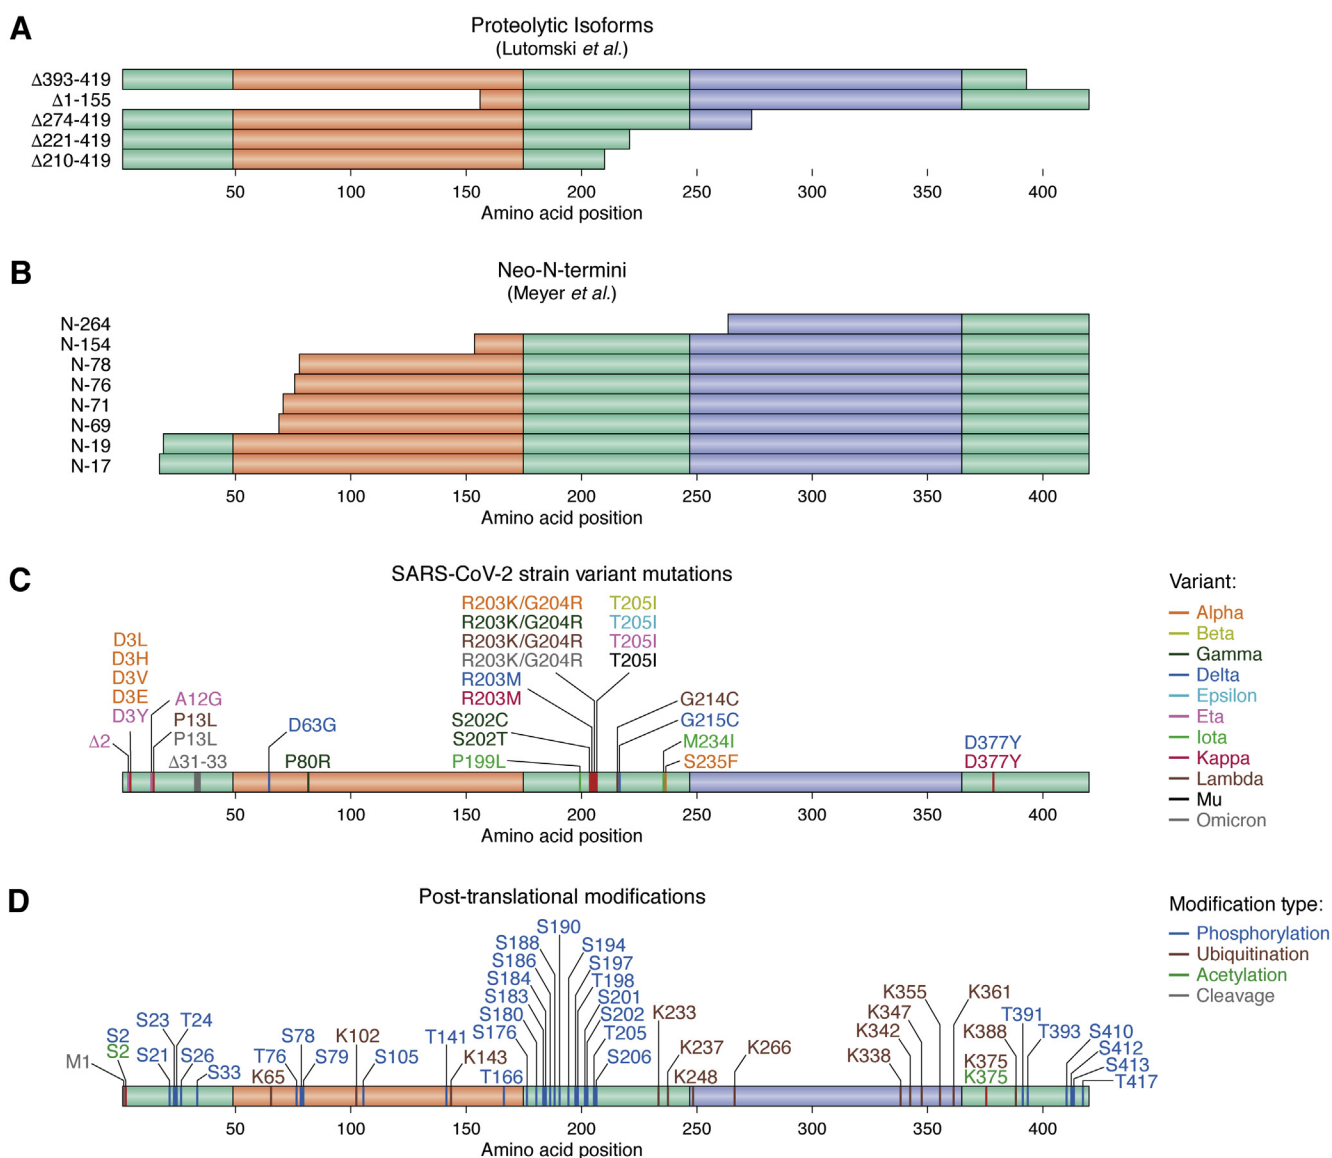 A
Proteolytic Isoforms
(Lutomski et al.)
Δ393-419
Δ1-155
Δ274-419
Δ221-419
Δ210-419
50 100 150 200 250 300 350 400
Amino acid position
B
Neo-N-termini
(Meyer et al.)
N-264
N-154
N-78
N-76
N-71
N-69
N-19
N-17
50 100 150 200 250 300 350 400
Amino acid position
C
SARS-CoV-2 strain variant mutations
R203K/G204R T205I
R203K/G204R T205I
R203K/G204R T205I
R203K/G204R T205I
R203M
R203M
D3L
D3H
D3V
D3E
D3Y
Δ2
A12G
P13L
P13L
Δ31-33
D63G
P80R
S202C
S202T
P199L
G214C
G215C
M234I
S235F
D377Y
D377Y
50 100 150 200 250 300 350 400
Amino acid position
Variant:
Alpha
Beta
Gamma
Delta
Epsilon
Eta
Iota
Kappa
Lambda
Mu
Omicron
D
Post-translational modifications
M1
S2
S2
S21
S23
T24
S26
S33
K65
T76
S78
S79
K102
S105
T141
K143
T166
S176
S180
S183
S184
S186
S188
S190
S194
S197
T198
S201
S202
T205
S206
K233
K237
K248
K266
K338
K342
K347
K355
K361
K375
K375
K388
T391
T393
S410
S412
S413
T417
50 100 150 200 250 300 350 400
Amino acid position
Modification type:
Phosphorylation
Ubiquitination
Acetylation
Cleavage